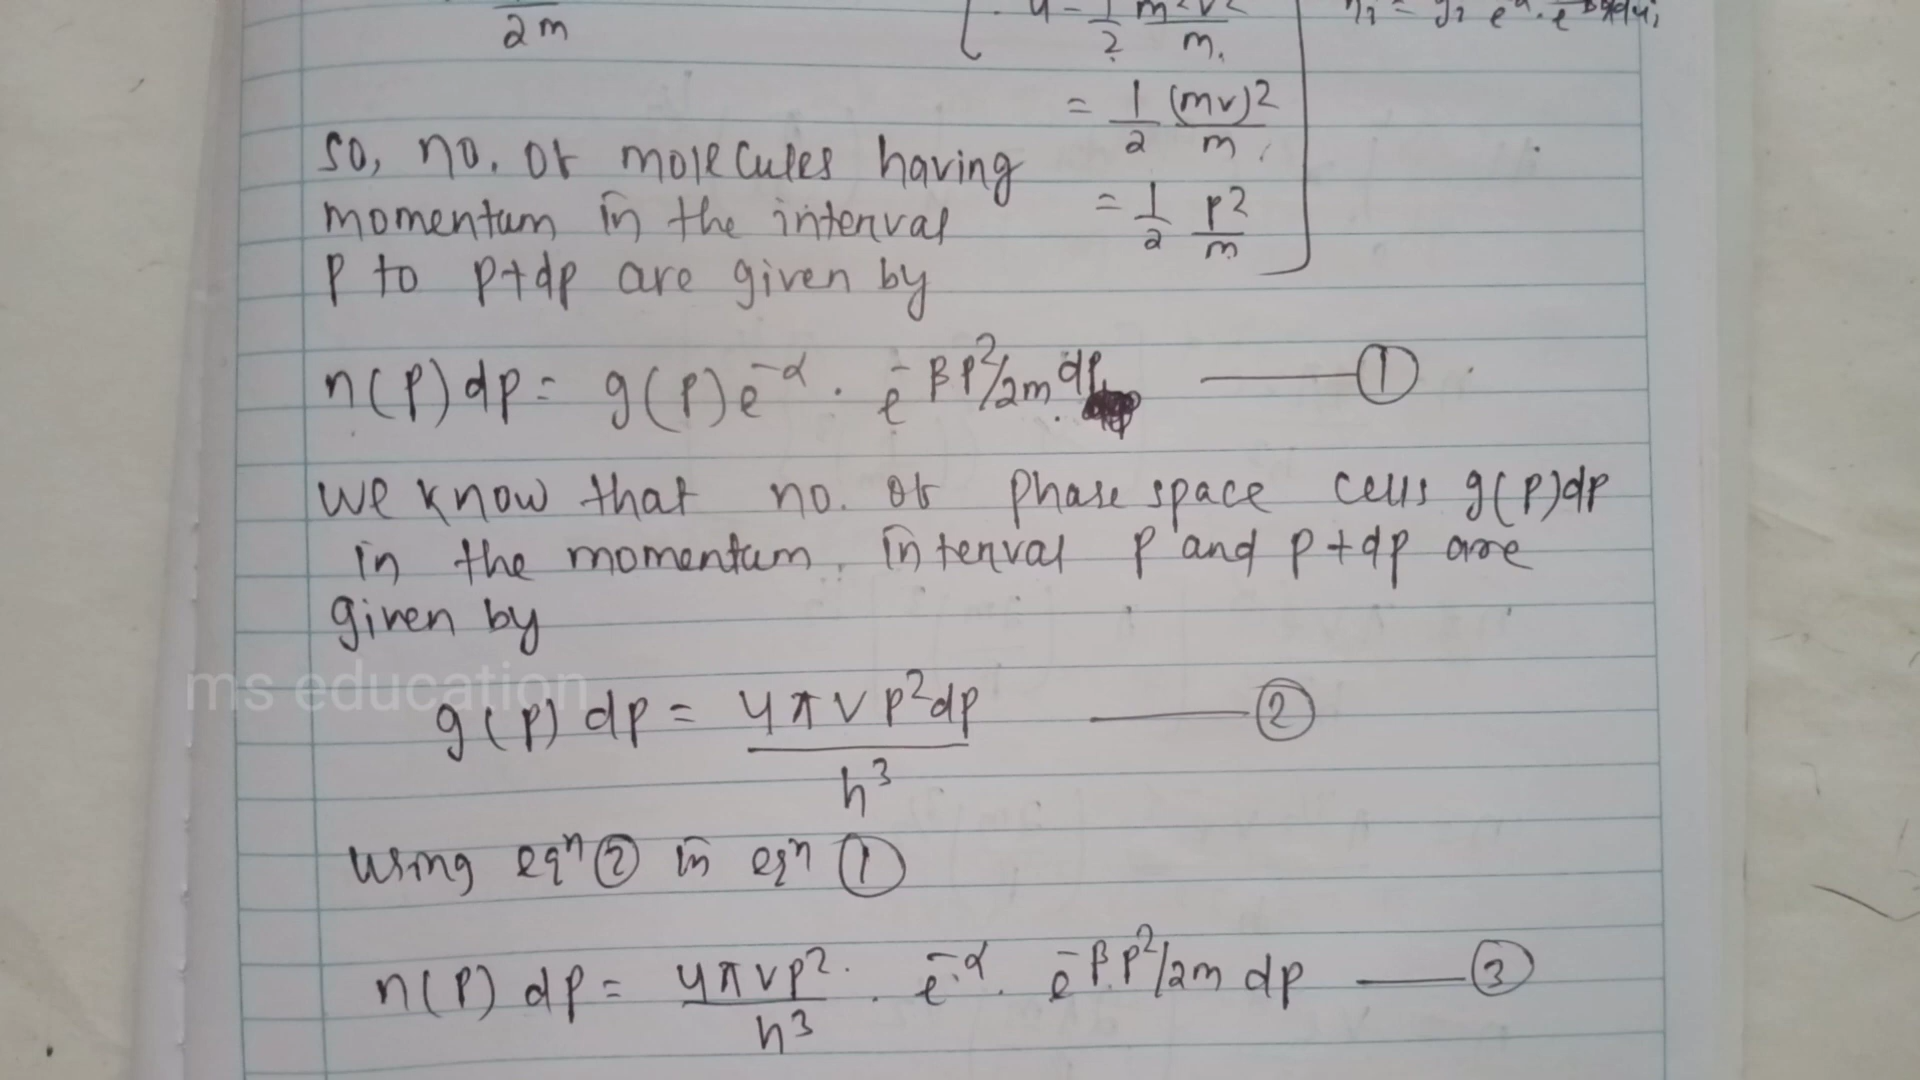 2m
= 1/2 (mv)2/m
So, no. of molecules having
momentum in the interval
= 1/2 p2/m
p to p+dp are given by
n(p)dp = g(p)e^-α . e^-βp²/2m dp ——— ①
We know that no. of phase space cells g(p)dp
in the momentum interval p and p+dp are
given by
ms education
g(p) dp = 4πvp²dp/h³ ——— ②
using eqn ② in eqn ①
n(p) dp = 4πvp²/h³ . e^-α . e^-βp²/2m dp ——— ③